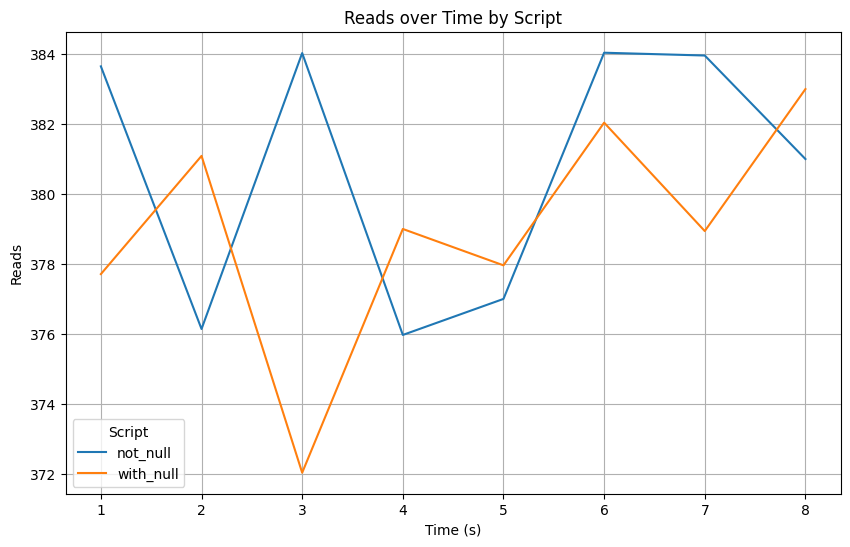 Reads over Time by Script
384
382
380
378
376
374
372
Reads
Script
not_null
with_null
1 2 3 4 5 6 7 8
Time (s)